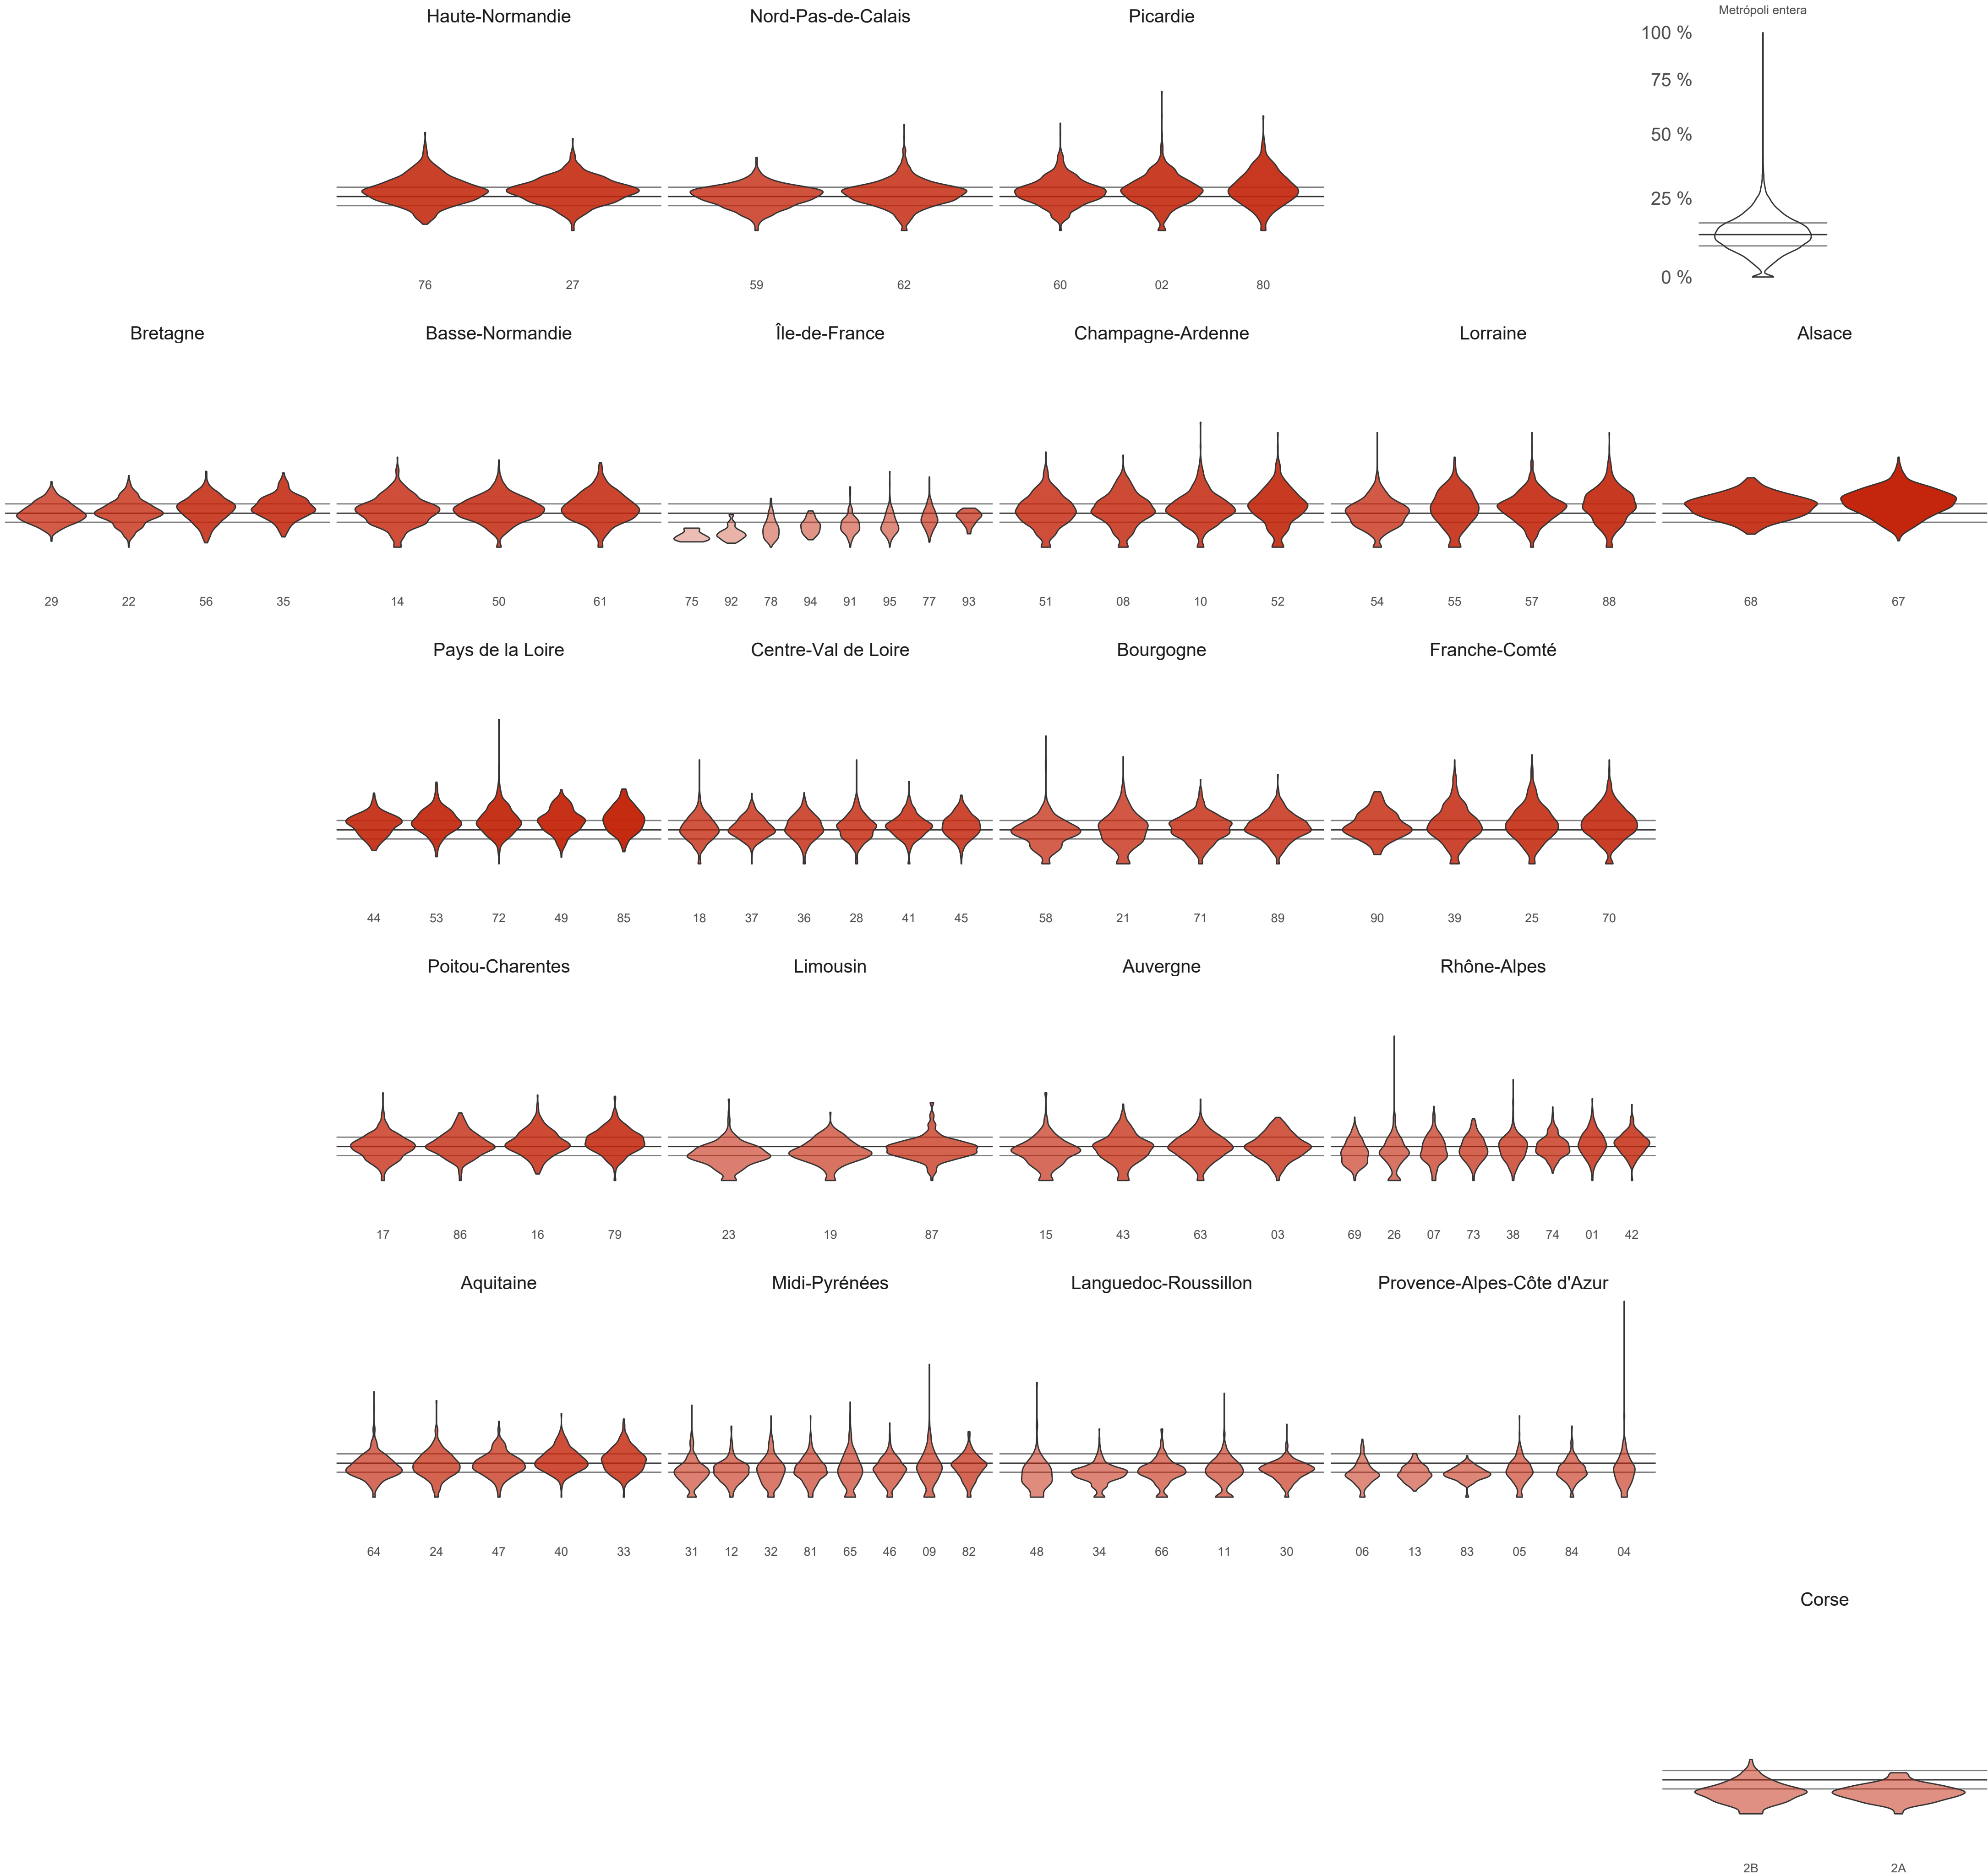 Haute-Normandie
Nord-Pas-de-Calais
Picardie
Metrópoli entera
100 %
75 %
50 %
25 %
0 %
76 27
59 62
60 02 80
Bretagne
Basse-Normandie
Île-de-France
Champagne-Ardenne
Lorraine
Alsace
29 22 56 35
14 50 61
75 92 78 94 91 95 77 93
51 08 10 52
54 55 57 88
68 67
Pays de la Loire
Centre-Val de Loire
Bourgogne
Franche-Comté
44 53 72 49 85
18 37 36 28 41 45
58 21 71 89
90 39 25 70
Poitou-Charentes
Limousin
Auvergne
Rhône-Alpes
17 86 16 79
23 19 87
15 43 63 03
69 26 07 73 38 74 01 42
Aquitaine
Midi-Pyrénées
Languedoc-Roussillon
Provence-Alpes-Côte d'Azur
64 24 47 40 33
31 12 32 81 65 46 09 82
48 34 66 11 30
06 13 83 05 84 04
Corse
2B 2A